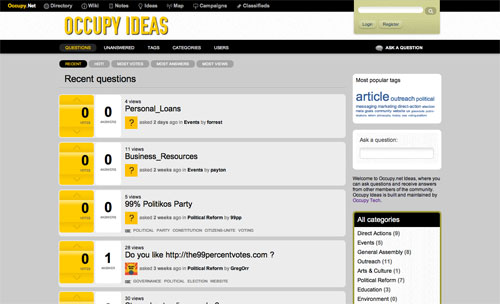 Occupy.Net Directory Wiki Notes Ideas Map Campaigns Classifieds
OCCUPY IDEAS
Login Register
QUESTIONS UNANSWERED TAGS CATEGORIES USERS
ASK A QUESTION
RECENT HOT! MOST VOTES MOST ANSWERS MOST VIEWS
Recent questions
4 views
Personal_Loans
0 0
VOTES ANSWERS
? asked 2 days ago in Events by forrost
11 views
Business_Resources
0 0
VOTES ANSWERS
? asked 2 weeks ago in Events by payton
5 views
99% Politikos Party
0 0
VOTES ANSWERS
? asked 2 weeks ago in Political Reform by 99pp
POLITICAL PARTY CONSTITUTION CITIZENS-UNITE VOTING
28 views
Do you like http://the99percentvotes.com ?
0 1
VOTES ANSWER
asked 2 weeks ago in Political Reform by GregOrr
GOVERNMENT POLITICAL ELECTION WEBSITE
30 views
Most popular tags
article outreach political
messaging marketing direct-action
Ask a question:
Welcome to Occupy.net Ideas, where you
can ask questions and receive answers
from other members of the community.
Occupy Ideas is built and maintained by
Occupy Tech.
All categories
Direct Actions (9)
Events (5)
General Assembly (8)
Outreach (11)
Arts & Culture (1)
Political Reform (7)
Education (3)
Environment (0)